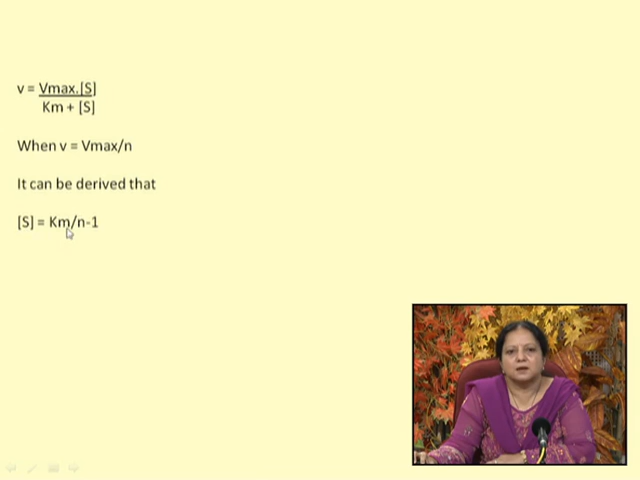 v = Vmax.[S]
Km + [S]
When v = Vmax/n
It can be derived that
[S] = Km/n-1